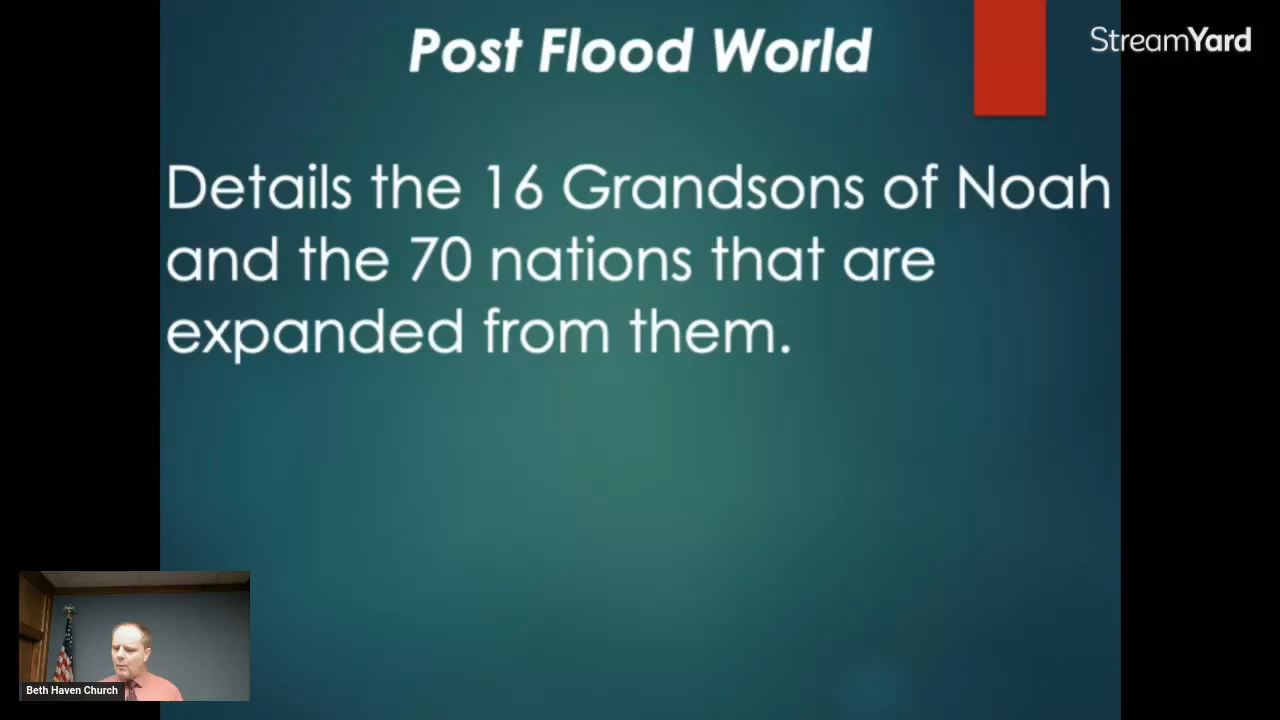 Post Flood World
StreamYard
Details the 16 Grandsons of Noah
and the 70 nations that are
expanded from them.
Beth Haven Church